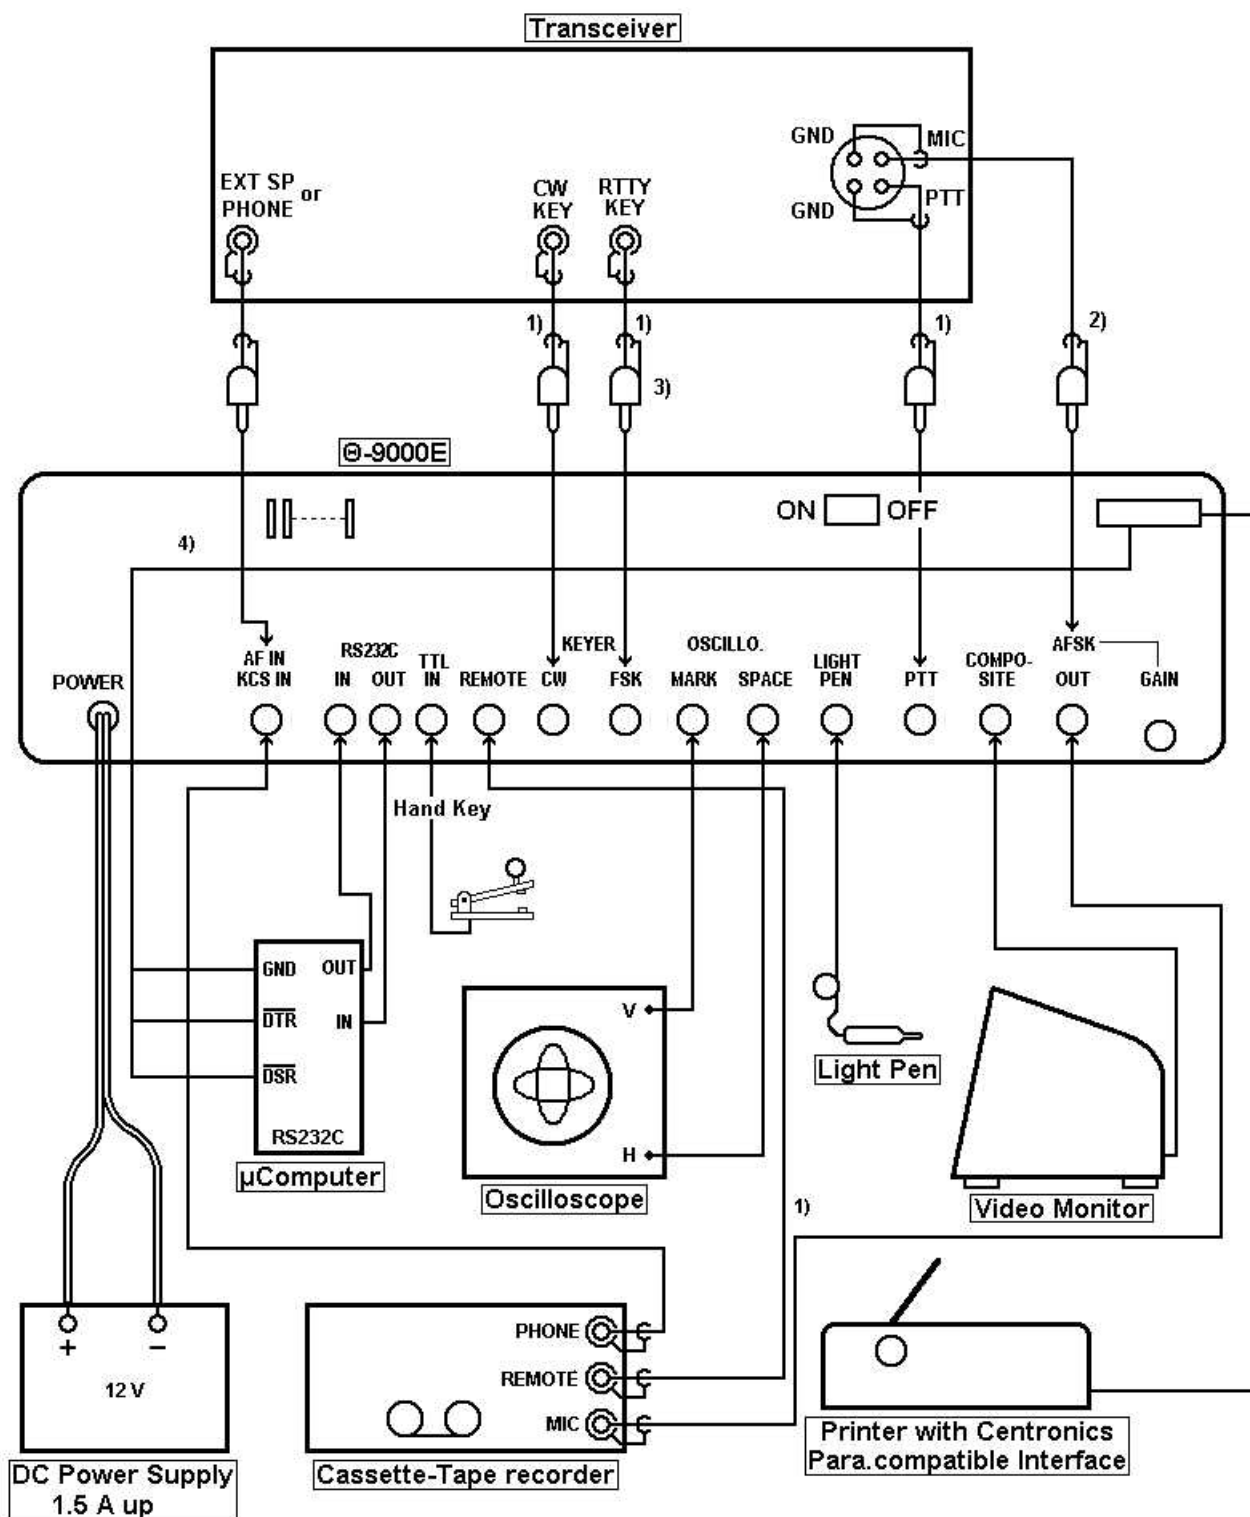 Transceiver
GND
MIC
EXT SP or
PHONE
CW
KEY
RTTY
KEY
GND
PTT
1)
1)
1)
2)
3)
Θ-9000E
ON
OFF
4)
POWER
AF IN
KCS IN
RS232C
IN
OUT
TTL
IN
REMOTE
KEYER
CW
FSK
OSCILLO.
MARK
SPACE
LIGHT
PEN
PTT
COMPO-
SITE
AFSK
OUT
GAIN
Hand Key
GND
OUT
DTR
IN
DSR
RS232C
µComputer
V
H
Oscilloscope
Light Pen
Video Monitor
1)
+
−
12 V
DC Power Supply
1.5 A up
PHONE
REMOTE
MIC
Cassette-Tape recorder
Printer with Centronics
Para.compatible Interface